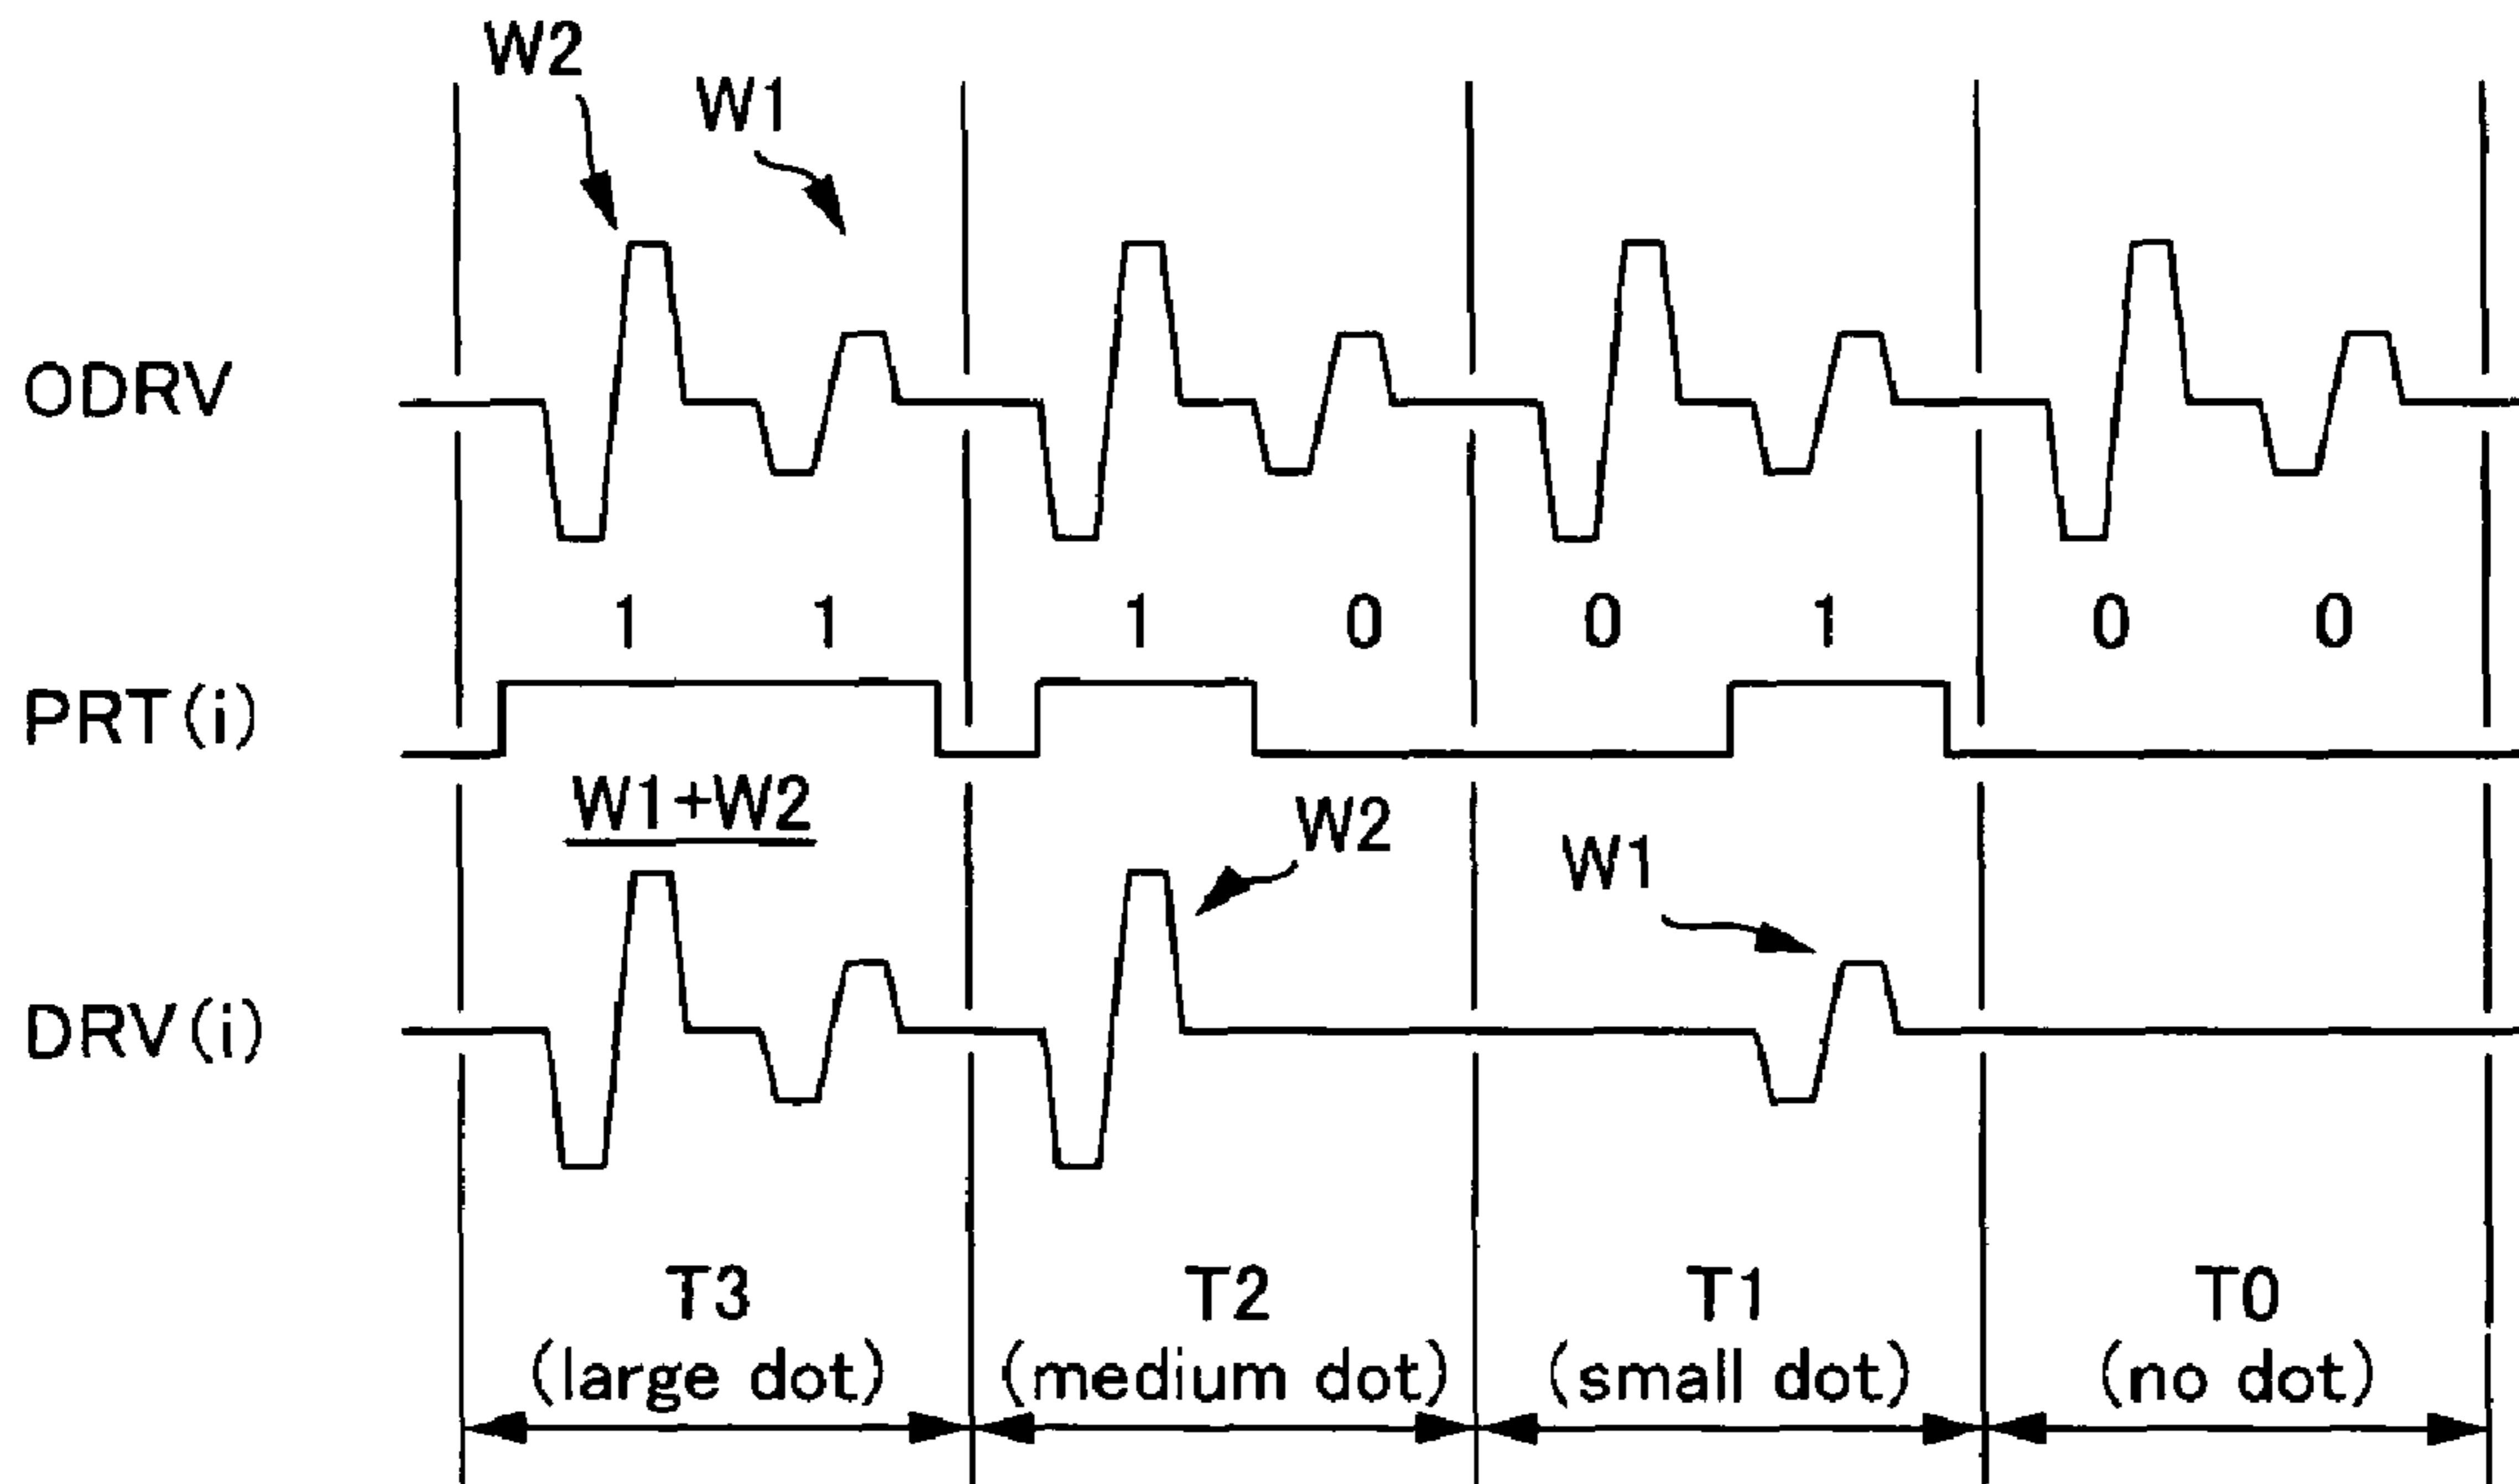 W2
W1
ODRV
1 1 1 0 0 1 0 0
PRT(i)
W1+W2
W2
W1
DRV(i)
T3 T2 T1 T0
(large dot) (medium dot) (small dot) (no dot)